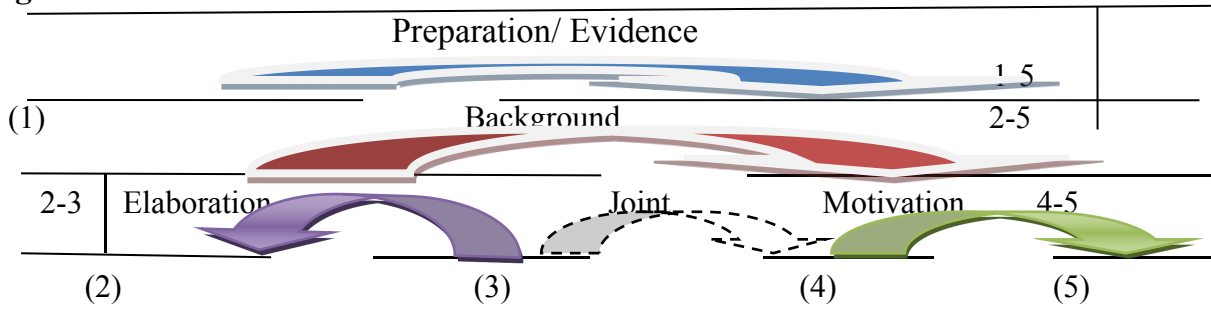 Preparation/ Evidence
1-5
(1) Background 2-5
2-3 Elaboration Joint Motivation 4-5
(2) (3) (4) (5)